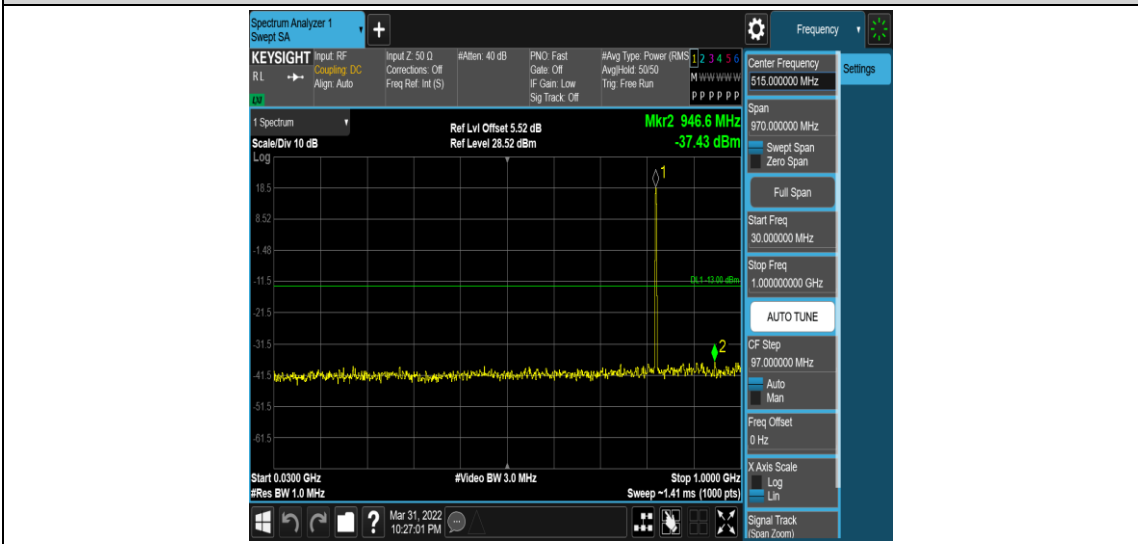 Spectrum Analyzer 1
Swept SA
+
Frequency
KEYSIGHT
RL
LXI
Input: RF
Coupling: DC
Align: Auto
Input Z: 50 Ω
Corrections: Off
Freq Ref: Int (S)
#Atten: 40 dB
PNO: Fast
Gate: Off
IF Gain: Low
Sig Track: Off
#Avg Type: Power (RMS
Avg|Hold: 50/50
Trig: Free Run
1 2 3 4 5 6
M W W W W W
P P P P P P
1 Spectrum
Scale/Div 10 dB
Log
Ref Lvl Offset 5.52 dB
Ref Level 28.52 dBm
Mkr2 946.6 MHz
-37.43 dBm
1
18.5
8.52
-1.48
-11.5
DL1 -13.00 dBm
-21.5
-31.5
2
-41.5
-51.5
-61.5
Start 0.0300 GHz
#Res BW 1.0 MHz
#Video BW 3.0 MHz
Stop 1.0000 GHz
Sweep ~1.41 ms (1000 pts)
?
Mar 31, 2022
10:27:01 PM
Center Frequency
515.000000 MHz
Settings
Span
970.000000 MHz
Swept Span
Zero Span
Full Span
Start Freq
30.000000 MHz
Stop Freq
1.000000000 GHz
AUTO TUNE
CF Step
97.000000 MHz
Auto
Man
Freq Offset
0 Hz
X Axis Scale
Log
Lin
Signal Track
(Span Zoom)